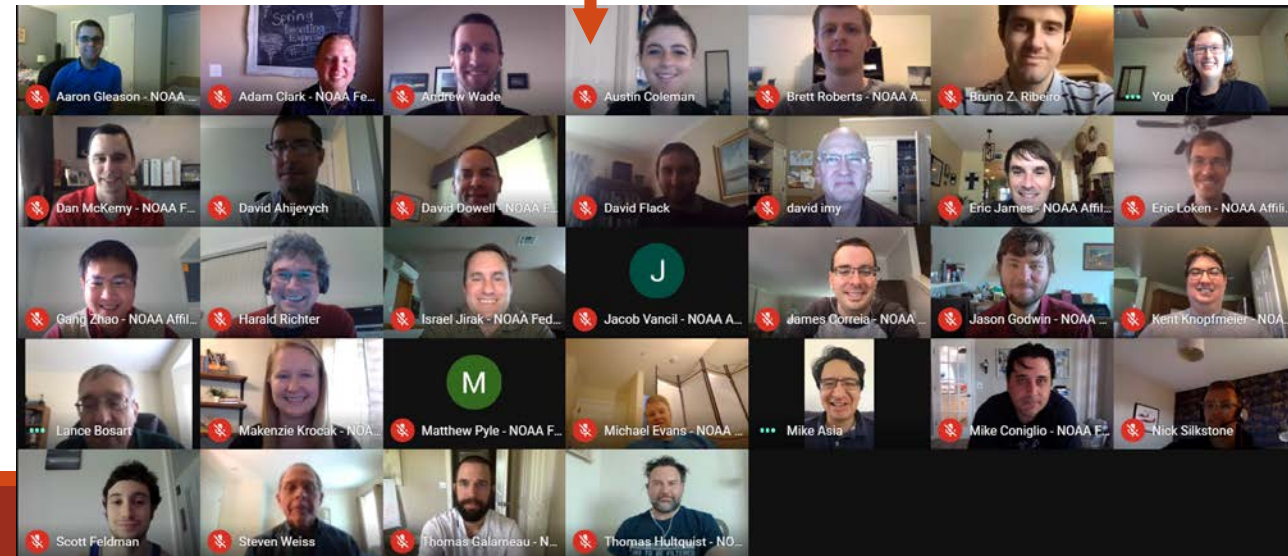 Spring
Aaron Gleason - NOAA ...
Adam Clark - NOAA Fe...
Andrew Wade
Austin Coleman
Brett Roberts - NOAA A...
Bruno Z. Ribeiro
You
Dan McKemy - NOAA F...
David Ahijevych
David Dowell - NOAA F...
David Flack
david imy
Eric James - NOAA Affil...
Eric Loken - NOAA Affili...
Gang Zhao - NOAA Affil...
Harald Richter
Israel Jirak - NOAA Fed...
J
Jacob Vancil - NOAA A...
James Correia - NOAA ...
Jason Godwin - NOAA ...
Kent Knopfmeier - NOA...
Lance Bosart
Makenzie Krocak - NOA...
M
Matthew Pyle - NOAA F...
Michael Evans - NOAA ...
Mike Asia
Mike Coniglio - NOAA F...
Nick Silkstone
Scott Feldman
Steven Weiss
Thomas Galarneau - N...
Thomas Hultquist - NO...